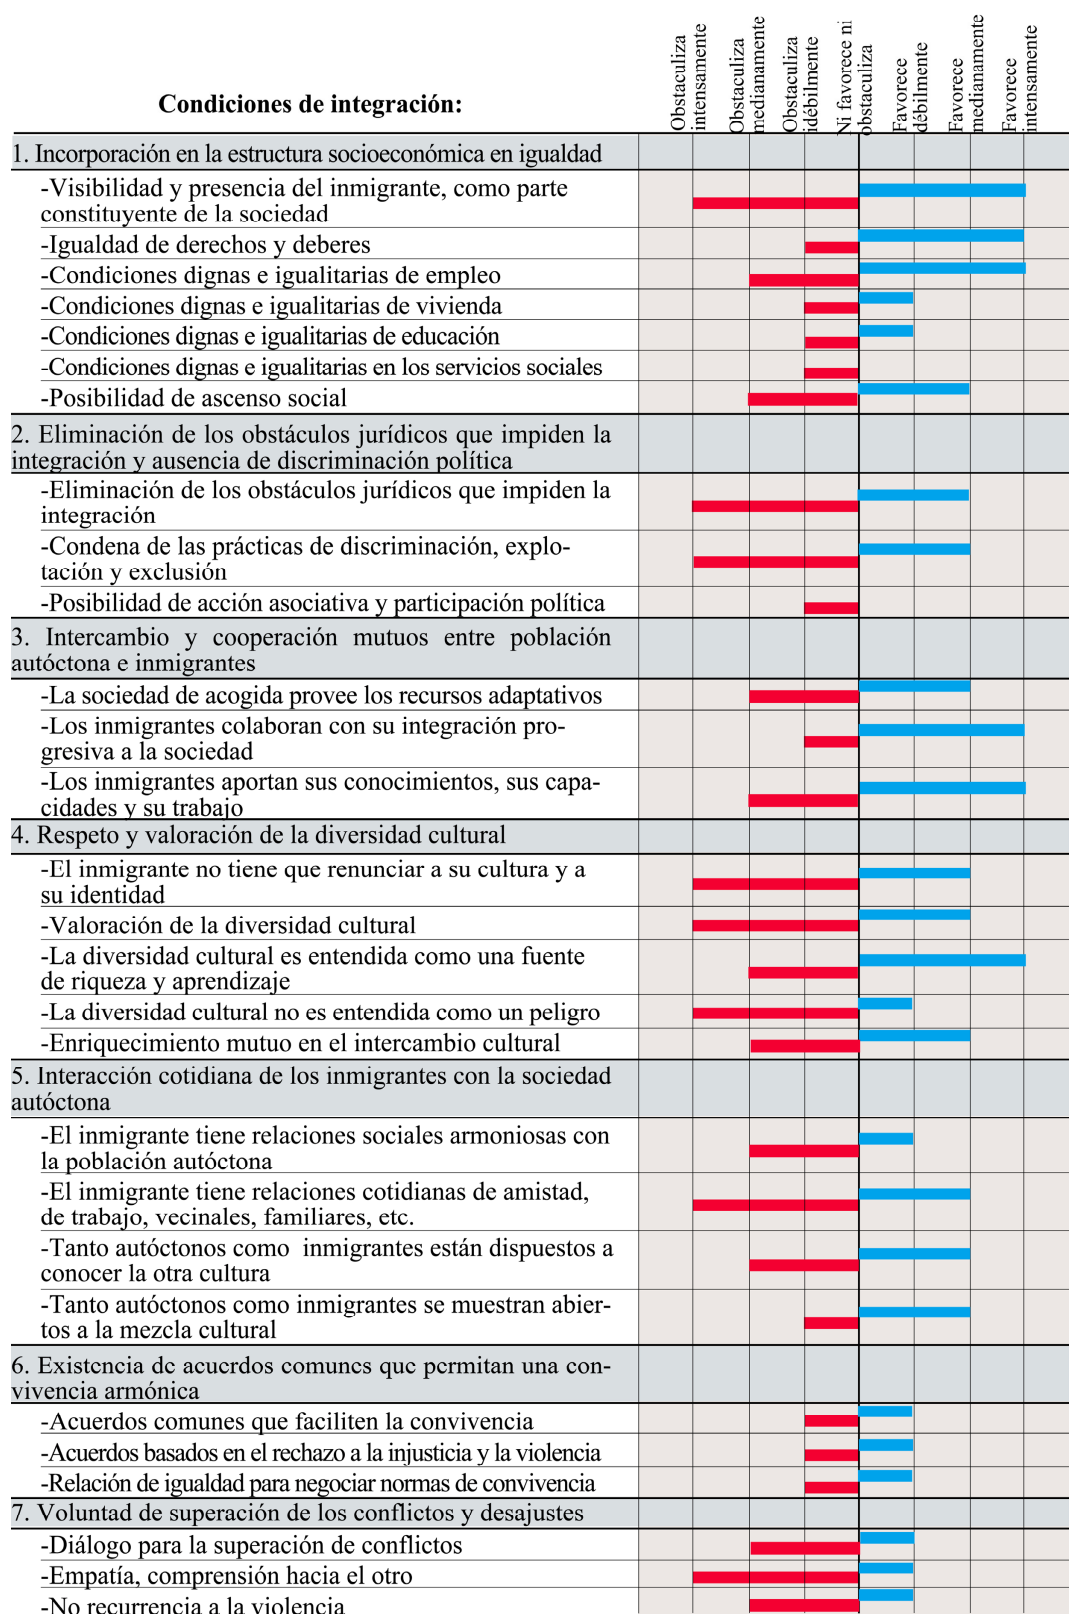 Obstaculiza
intensamente
Obstaculiza
medianamente
Obstaculiza
idébilmente
Ni favorece ni
obstaculiza
Favorece
débilmente
Favorece
medianamente
Favorece
intensamente
Condiciones de integración:
1. Incorporación en la estructura socioeconómica en igualdad
-Visibilidad y presencia del inmigrante, como parte
constituyente de la sociedad
-Igualdad de derechos y deberes
-Condiciones dignas e igualitarias de empleo
-Condiciones dignas e igualitarias de vivienda
-Condiciones dignas e igualitarias de educación
-Condiciones dignas e igualitarias en los servicios sociales
-Posibilidad de ascenso social
2. Eliminación de los obstáculos jurídicos que impiden la
integración y ausencia de discriminación política
-Eliminación de los obstáculos jurídicos que impiden la
integración
-Condena de las prácticas de discriminación, explo-
tación y exclusión
-Posibilidad de acción asociativa y participación política
3. Intercambio y cooperación mutuos entre población
autóctona e inmigrantes
-La sociedad de acogida provee los recursos adaptativos
-Los inmigrantes colaboran con su integración pro-
gresiva a la sociedad
-Los inmigrantes aportan sus conocimientos, sus capa-
cidades y su trabajo
4. Respeto y valoración de la diversidad cultural
-El inmigrante no tiene que renunciar a su cultura y a
su identidad
-Valoración de la diversidad cultural
-La diversidad cultural es entendida como una fuente
de riqueza y aprendizaje
-La diversidad cultural no es entendida como un peligro
-Enriquecimiento mutuo en el intercambio cultural
5. Interacción cotidiana de los inmigrantes con la sociedad
autóctona
-El inmigrante tiene relaciones sociales armoniosas con
la población autóctona
-El inmigrante tiene relaciones cotidianas de amistad,
de trabajo, vecinales, familiares, etc.
-Tanto autóctonos como inmigrantes están dispuestos a
conocer la otra cultura
-Tanto autóctonos como inmigrantes se muestran abier-
tos a la mezcla cultural
6. Existencia de acuerdos comunes que permitan una con-
vivencia armónica
-Acuerdos comunes que faciliten la convivencia
-Acuerdos basados en el rechazo a la injusticia y la violencia
-Relación de igualdad para negociar normas de convivencia
7. Voluntad de superación de los conflictos y desajustes
-Diálogo para la superación de conflictos
-Empatía, comprensión hacia el otro
-No recurrencia a la violencia